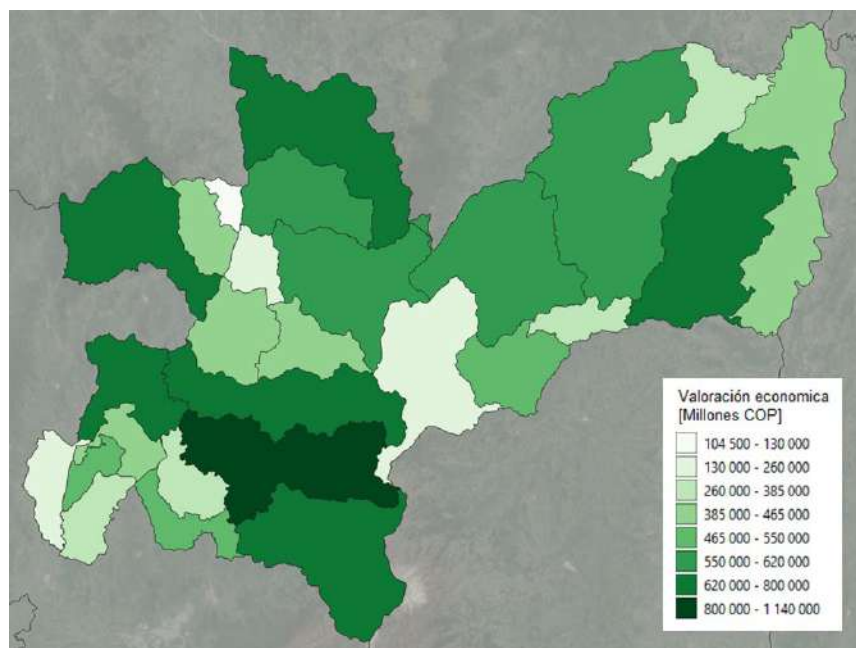 Valoración economica
[Millones COP]
104 500 - 130 000
130 000 - 260 000
260 000 - 385 000
385 000 - 465 000
465 000 - 550 000
550 000 - 620 000
620 000 - 800 000
800 000 - 1 140 000